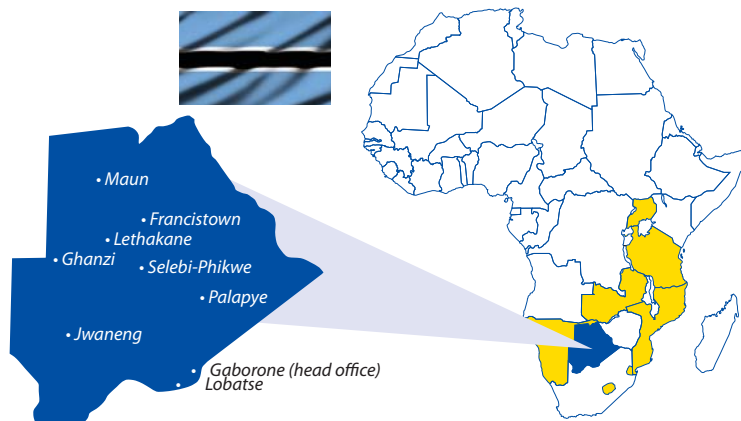 Maun
Francistown
Lethakane
Ghanzi
Selebi-Phikwe
Palapye
Jwaneng
Gaborone (head office)
Lobatse